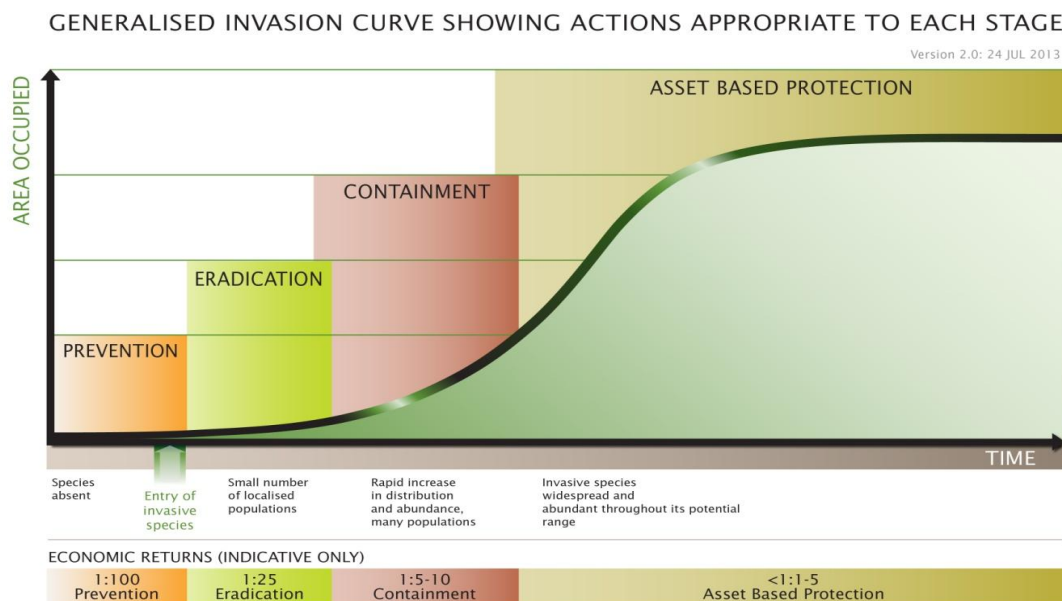 GENERALISED INVASION CURVE SHOWING ACTIONS APPROPRIATE TO EACH STAGE
Version 2.0: 24 JUL 2013
AREA OCCUPIED
ASSET BASED PROTECTION
CONTAINMENT
ERADICATION
PREVENTION
TIME
Species
absent
Entry of
invasive
species
Small number
of localised
populations
Rapid increase
in distribution
and abundance,
many populations
Invasive species
widespread and
abundant throughout its potential
range
ECONOMIC RETURNS (INDICATIVE ONLY)
1:100
Prevention
1:25
Eradication
1:5-10
Containment
<1:1-5
Asset Based Protection